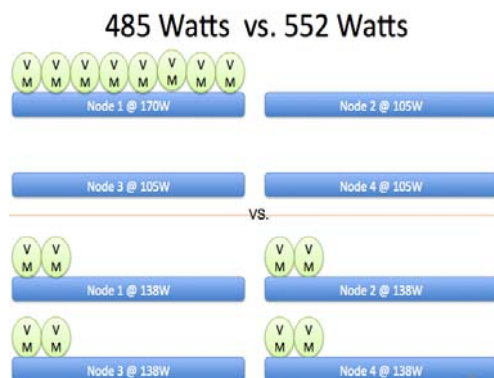 485 Watts vs. 552 Watts
V V V V V V V V
M M M M M M M M
Node 1 @ 170W Node 2 @ 105W
Node 3 @ 105W Node 4 @ 105W
VS.
V V V V
M M M M
Node 1 @ 138W Node 2 @ 138W
V V V V
M M M M
Node 3 @ 138W Node 4 @ 138W